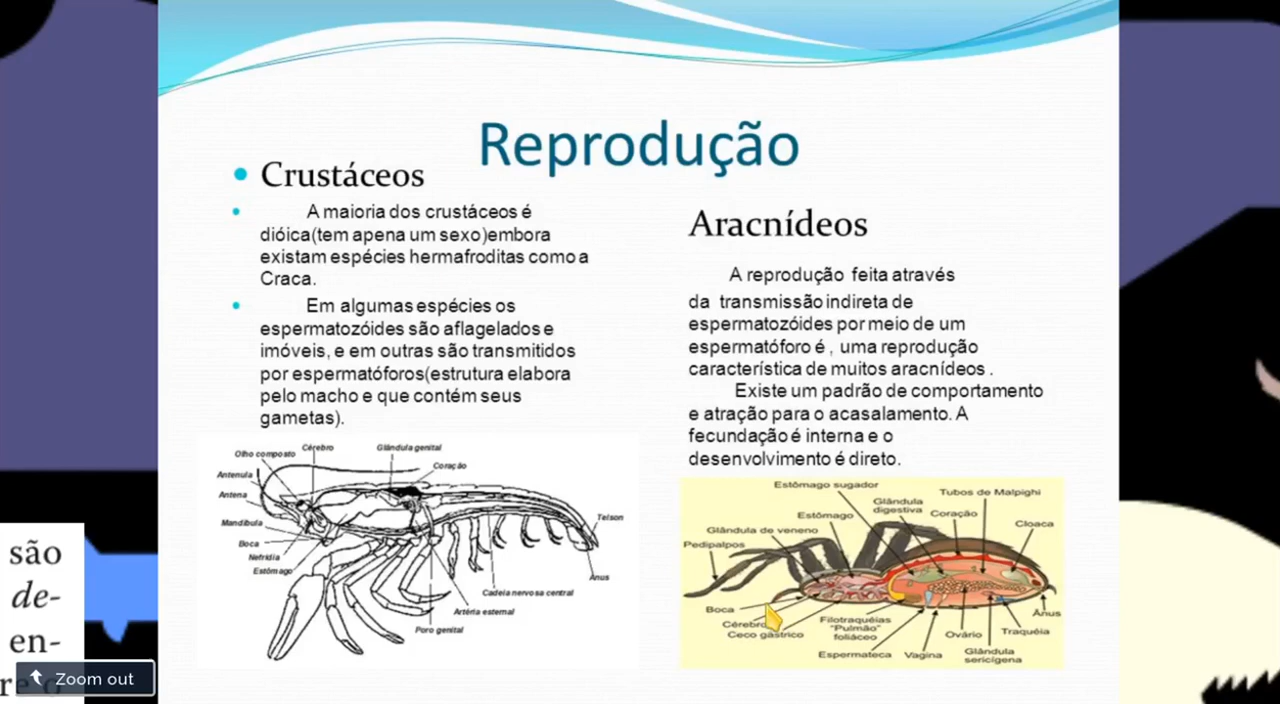 Reprodução
Crustáceos
A maioria dos crustáceos é
dióica(tem apena um sexo)embora
existam espécies hermafroditas como a
Craca.
Em algumas espécies os
espermatozóides são aflagelados e
imóveis, e em outras são transmitidos
por espermatóforos(estrutura elabora
pelo macho e que contém seus
gametas).
Olho composto
Cérebro
Glândula genital
Coração
Antenula
Antena
Mandíbula
Boca
Nefrídia
Estômago
Telson
Ânus
Cadeia nervosa central
Artéria esternal
Poro genital
Aracnídeos
A reprodução feita através
da transmissão indireta de
espermatozóides por meio de um
espermatóforo é , uma reprodução
característica de muitos aracnídeos .
Existe um padrão de comportamento
e atração para o acasalamento. A
fecundação é interna e o
desenvolvimento é direto.
Estômago sugador
Glândula
digestiva
Tubos de Malpighi
Estômago
Coração
Cloaca
Glândula de veneno
Pedipalpos
Boca
Cérebro
Ceco gástrico
Filotraquéias
"Pulmão"
foliáceo
Espermateca
Vagina
Ovário
Glândula
sericígena
Traquéia
Ânus
são
de-
en-
Zoom out